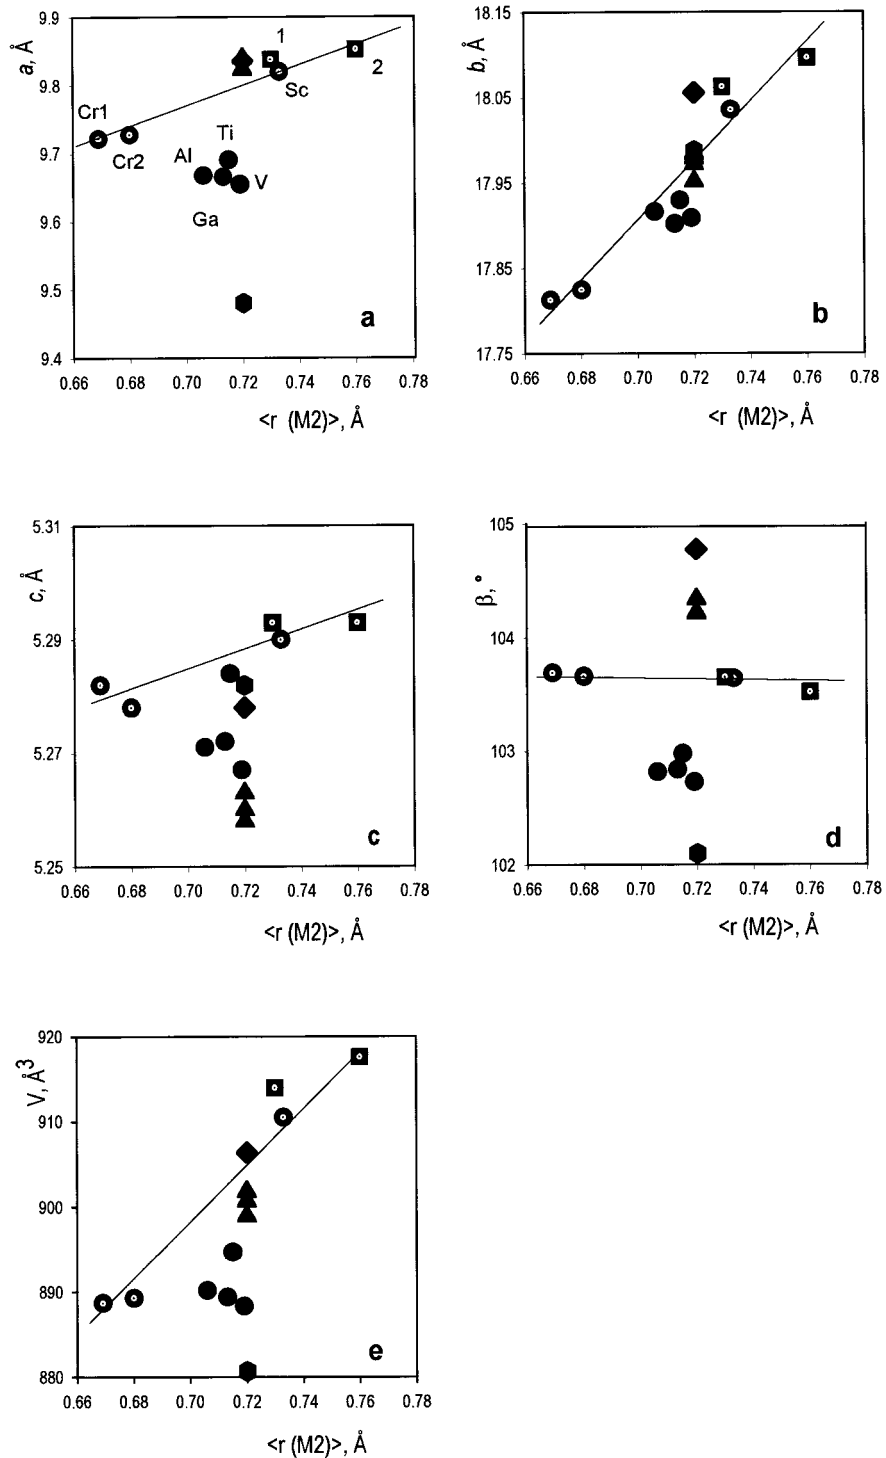 a, Å
9.9
9.8
9.7
9.6
9.5
9.4
1
2
Sc
Cr1
Cr2
Ti
Al
V
Ga
a
0.66 0.68 0.70 0.72 0.74 0.76 0.78
<r (M2)>, Å
b, Å
18.15
18.05
17.95
17.85
17.75
b
0.66 0.68 0.70 0.72 0.74 0.76 0.78
<r (M2)>, Å
c, Å
5.31
5.29
5.27
5.25
c
0.66 0.68 0.70 0.72 0.74 0.76 0.78
<r (M2)>, Å
β, °
105
104
103
102
d
0.66 0.68 0.70 0.72 0.74 0.76 0.78
<r (M2)>, Å
V, Å3
920
910
900
890
880
e
0.66 0.68 0.70 0.72 0.74 0.76 0.78
<r (M2)>, Å